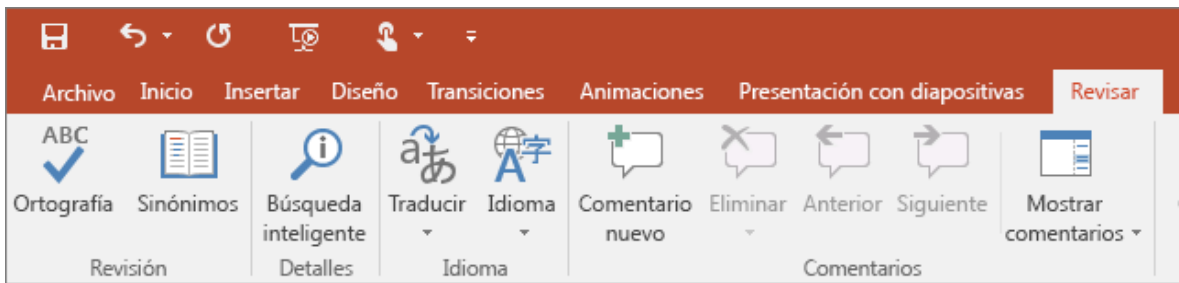 Archivo Inicio Insertar Diseño Transiciones Animaciones Presentación con diapositivas Revisar
ABC
Ortografía Sinónimos Búsqueda inteligente Traducir Idioma Comentario nuevo Eliminar Anterior Siguiente Mostrar comentarios
Revisión Detalles Idioma Comentarios